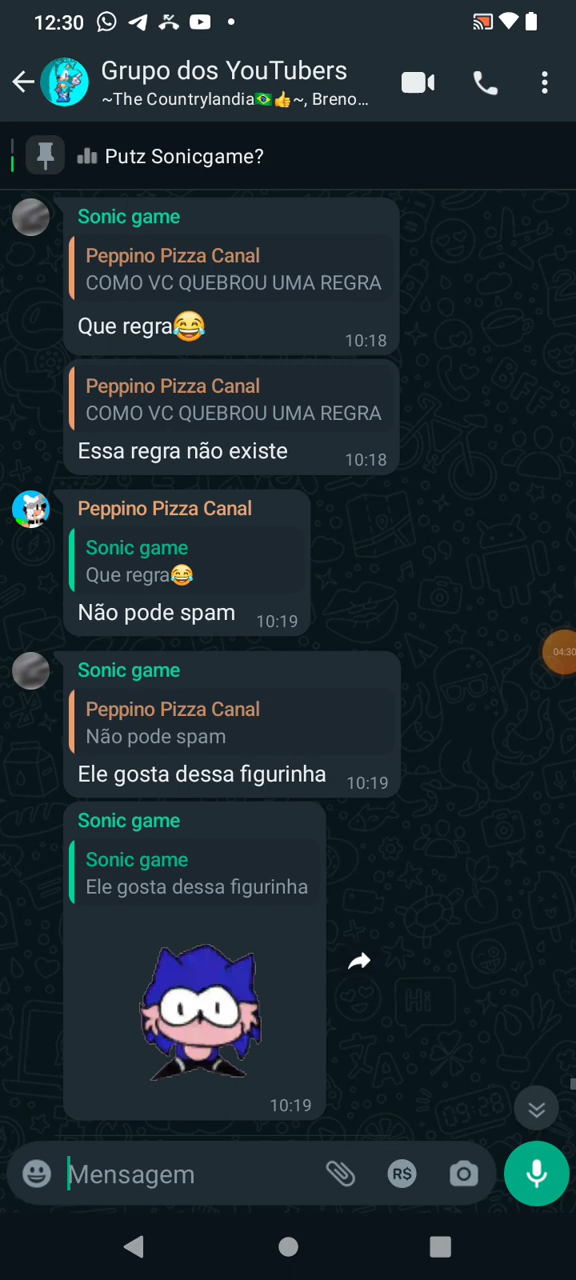 12:30
Grupo dos YouTubers
~The Countrylandia🇧🇷👍~, Breno...
Putz Sonicgame?
Sonic game
Peppino Pizza Canal
COMO VC QUEBROU UMA REGRA
Que regra😂
10:18
Peppino Pizza Canal
COMO VC QUEBROU UMA REGRA
Essa regra não existe
10:18
Peppino Pizza Canal
Sonic game
Que regra😂
Não pode spam
10:19
04:30
Sonic game
Peppino Pizza Canal
Não pode spam
Ele gosta dessa figurinha
10:19
Sonic game
Sonic game
Ele gosta dessa figurinha
10:19
Mensagem
R$